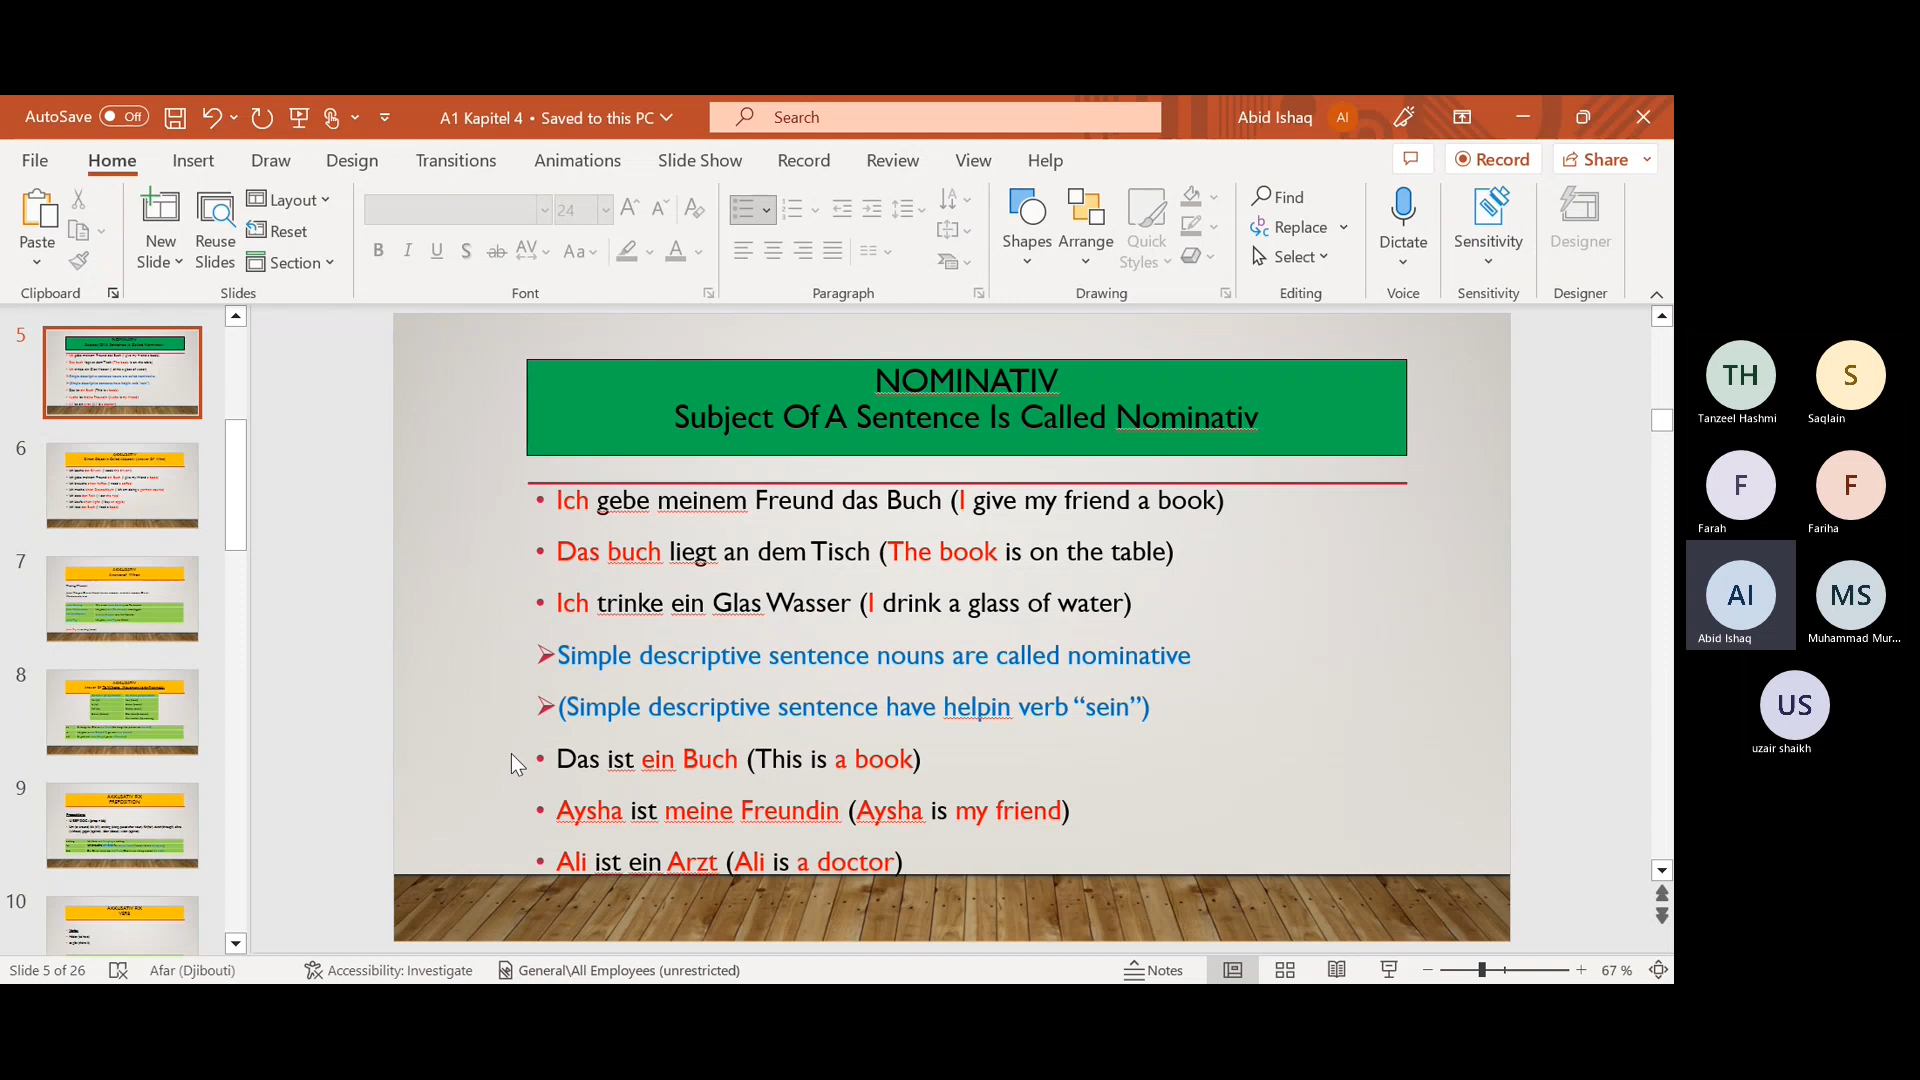 AutoSave Off A1 Kapitel 4 • Saved to this PC Search Abid Ishaq AI
File Home Insert Draw Design Transitions Animations Slide Show Record Review View Help Record Share
Paste New Slide Reuse Slides Layout Reset Section 24 Shapes Arrange Quick Styles Find Replace Select Dictate Sensitivity Designer
Clipboard Slides Font Paragraph Drawing Editing Voice Sensitivity Designer
5
6
7
8
9
10
NOMINATIV
Subject Of A Sentence Is Called Nominativ
• Ich gebe meinem Freund das Buch (I give my friend a book)
• Das buch liegt an dem Tisch (The book is on the table)
• Ich trinke ein Glas Wasser (I drink a glass of water)
➢Simple descriptive sentence nouns are called nominative
➢(Simple descriptive sentence have helpin verb “sein”)
• Das ist ein Buch (This is a book)
• Aysha ist meine Freundin (Aysha is my friend)
• Ali ist ein Arzt (Ali is a doctor)
Slide 5 of 26 Afar (Djibouti) Accessibility: Investigate General\All Employees (unrestricted) Notes 67 %
TH S
Tanzeel Hashmi Saqlain
F F
Farah Fariha
AI MS
Abid Ishaq Muhammad Mur...
US
uzair shaikh